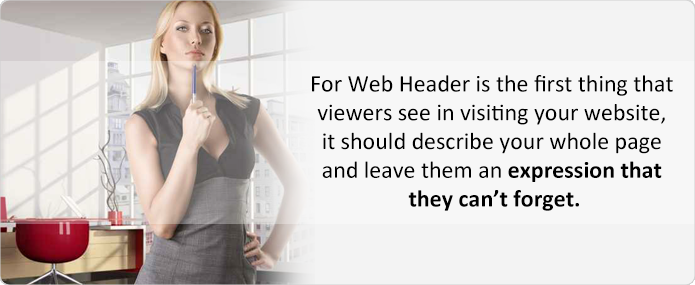 For Web Header is the first thing that
viewers see in visiting your website,
it should describe your whole page
and leave them an expression that
they can’t forget.